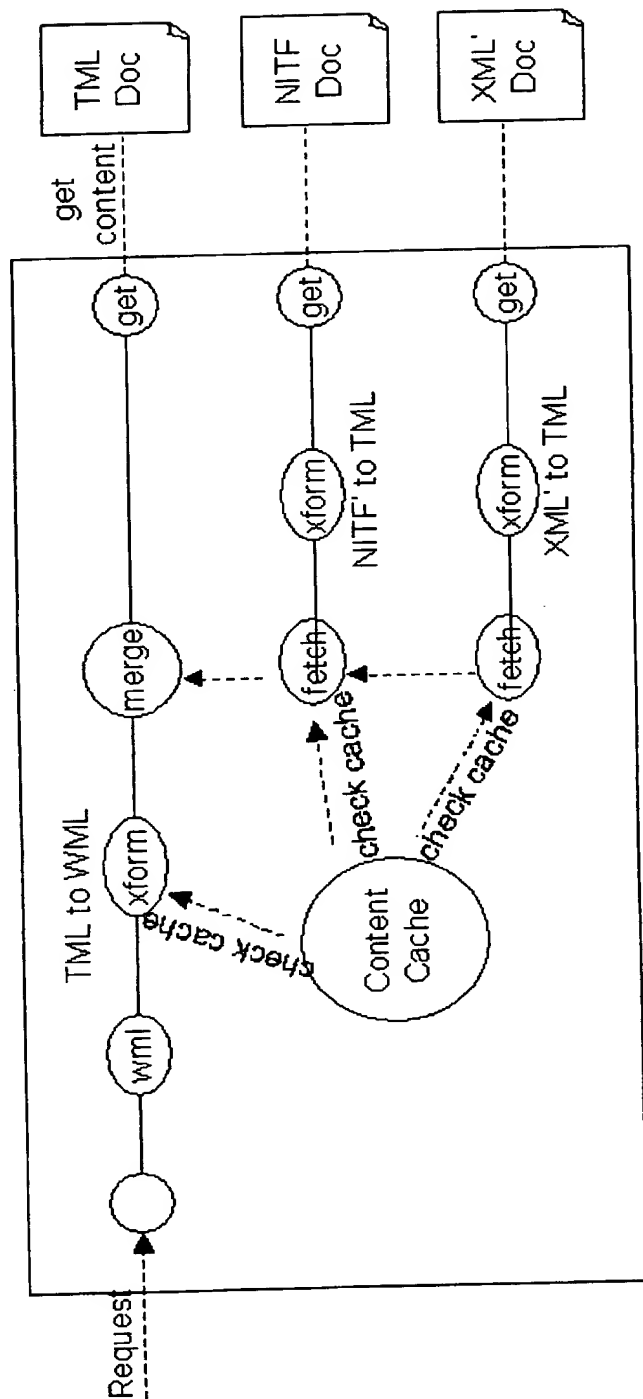 Request
wml
TML to WML
xform
merge
get
get
content
TML
Doc
check cache
Content
Cache
check cache
fetch
xform
NITF' to TML
get
NITF
Doc
check cache
fetch
xform
XML' to TML
get
XML'
Doc